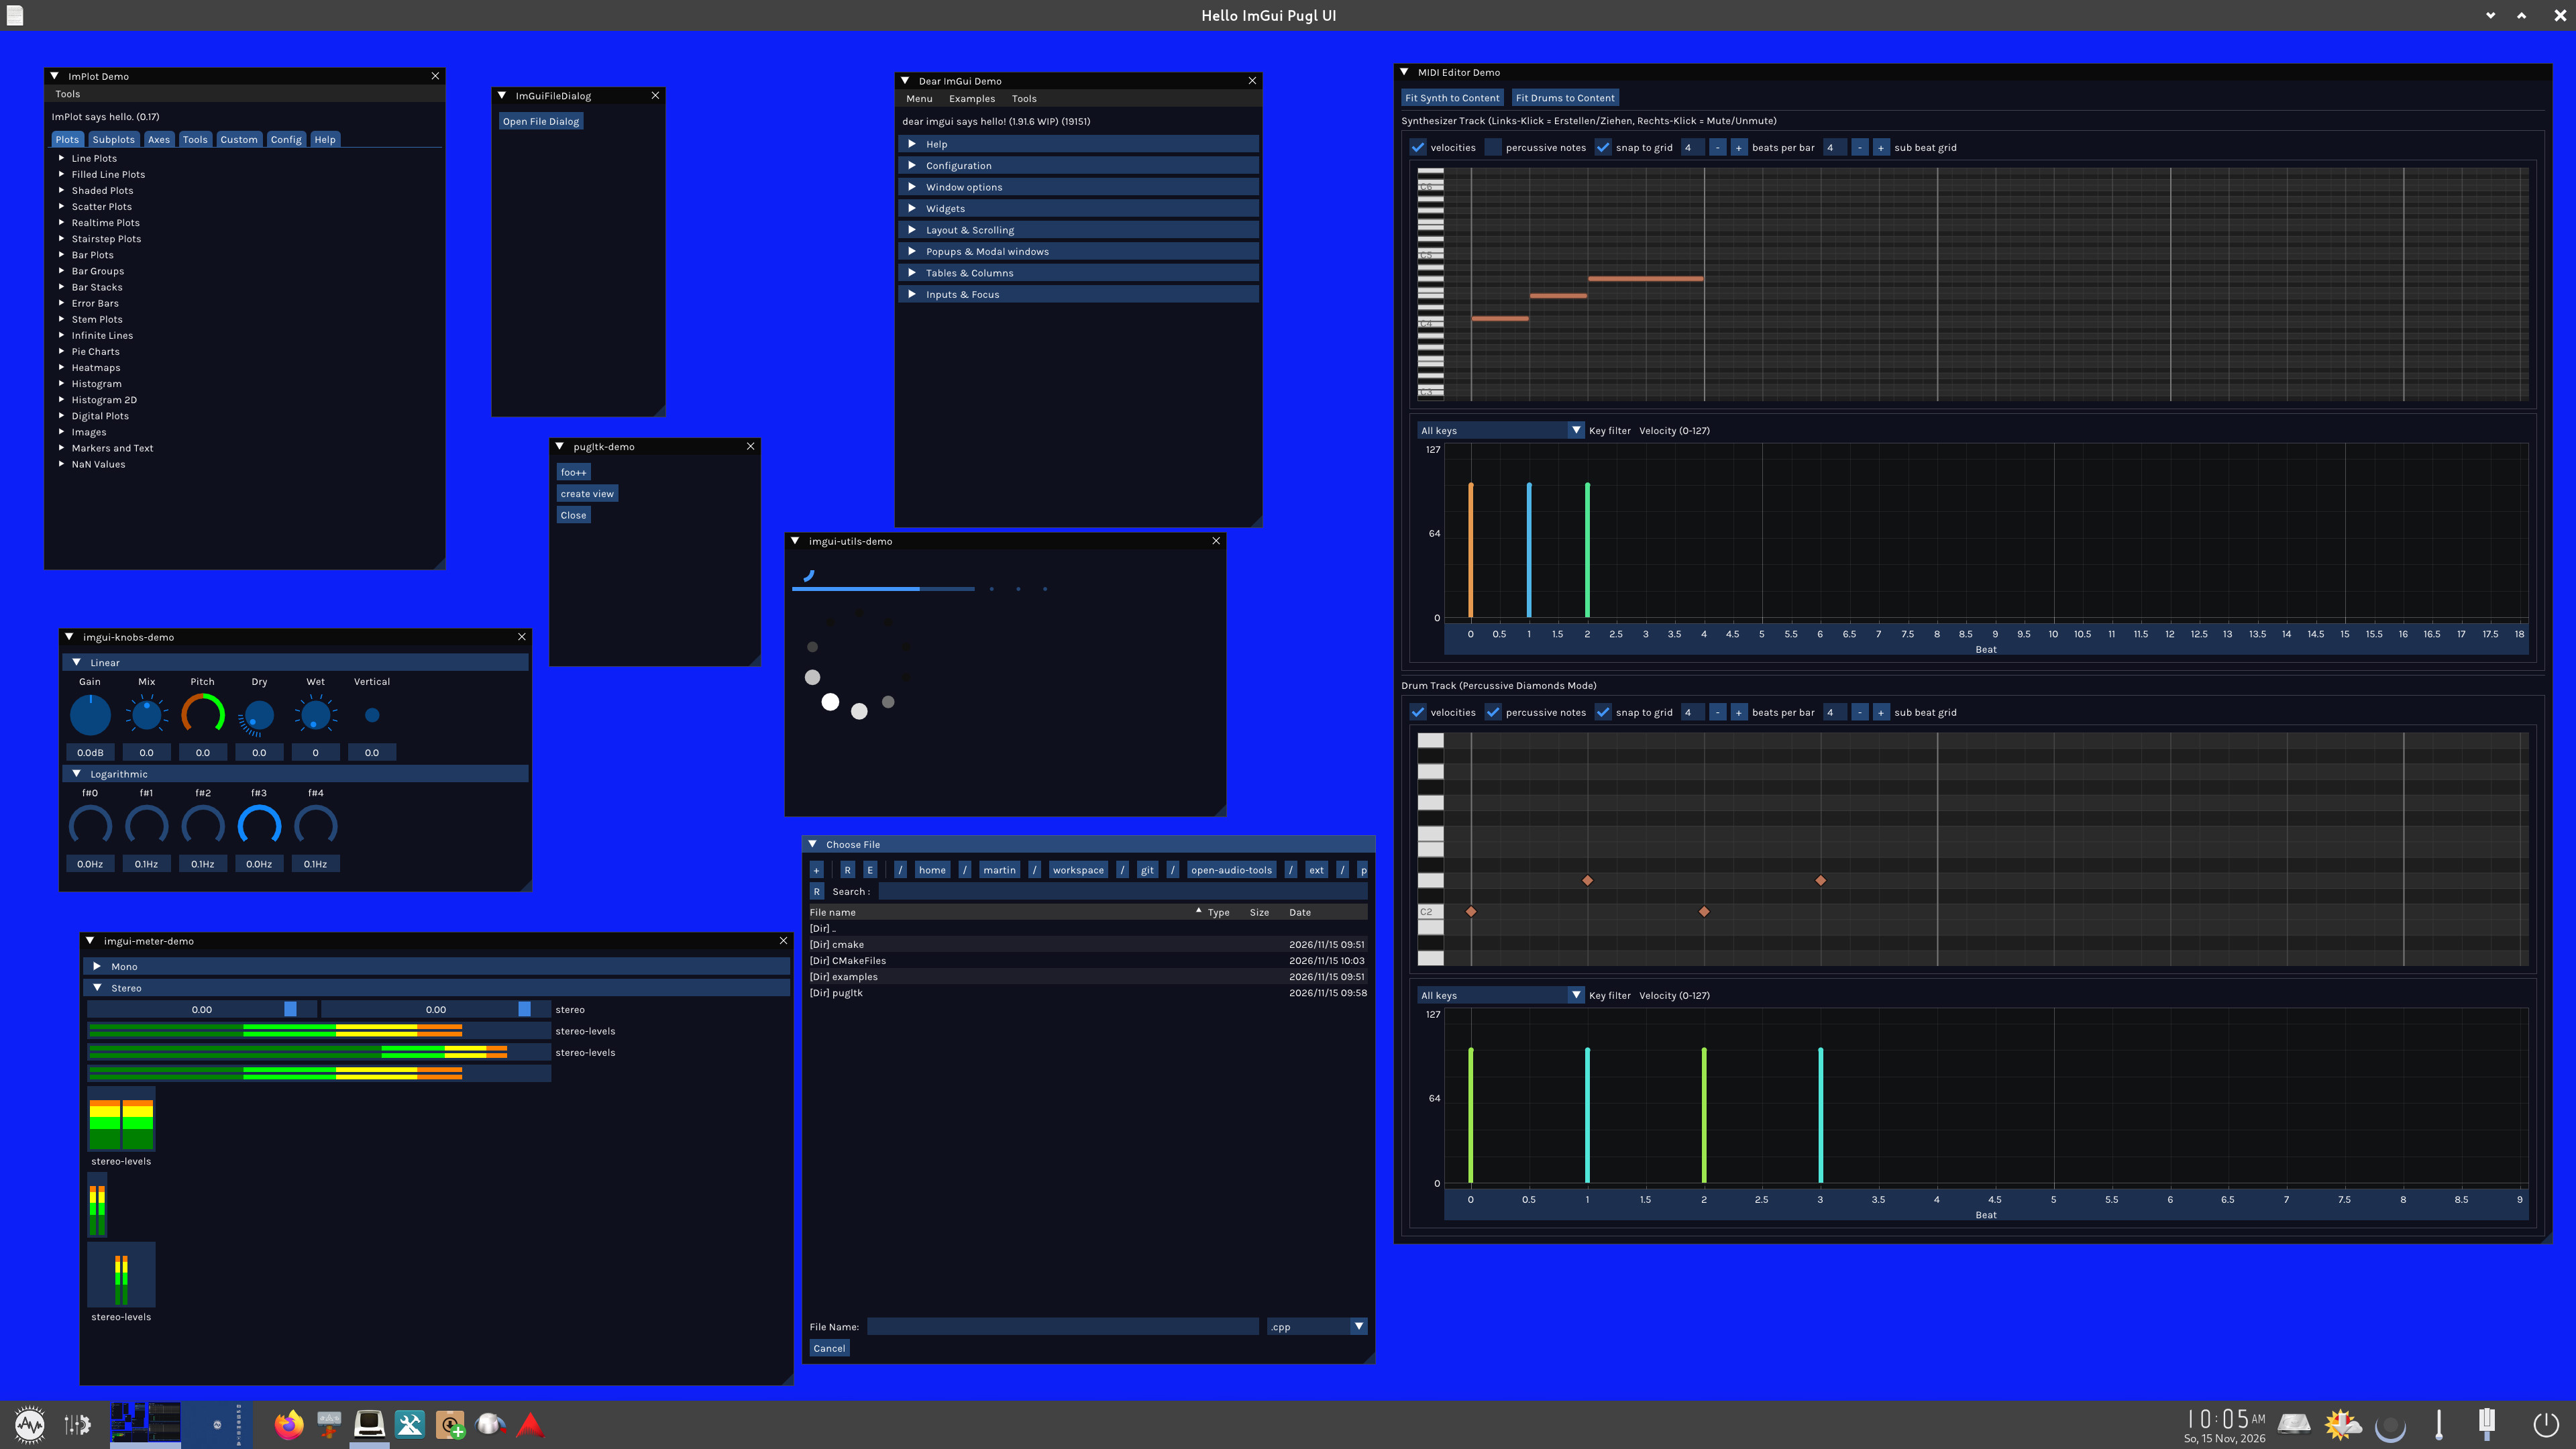 Hello ImGui Pugl UI
ImPlot Demo
Tools
ImPlot says hello. (0.17)
Plots Subplots Axes Tools Custom Config Help
Line Plots
Filled Line Plots
Shaded Plots
Scatter Plots
Realtime Plots
Stairstep Plots
Bar Plots
Bar Groups
Bar Stacks
Error Bars
Stem Plots
Infinite Lines
Pie Charts
Heatmaps
Histogram
Histogram 2D
Digital Plots
Images
Markers and Text
NaN Values
ImGuiFileDialog
Open File Dialog
pugltk-demo
foo++
create view
Close
Dear ImGui Demo
Menu Examples Tools
dear imgui says hello! (1.91.6 WIP) (19151)
Help
Configuration
Window options
Widgets
Layout & Scrolling
Popups & Modal windows
Tables & Columns
Inputs & Focus
imgui-utils-demo
imgui-knobs-demo
Linear
Gain Mix Pitch Dry Wet Vertical
0.0dB 0.0 0.0 0.0 0 0.0
Logarithmic
f#0 f#1 f#2 f#3 f#4
0.0Hz 0.1Hz 0.1Hz 0.0Hz 0.1Hz
imgui-meter-demo
Mono
Stereo
0.00 0.00 stereo
stereo-levels
stereo-levels
stereo-levels
stereo-levels
Choose File
+ R E / home / martin / workspace / git / open-audio-tools / ext / p
R Search :
File name Type Size Date
[Dir] ..
[Dir] cmake 2026/11/15 09:51
[Dir] CMakeFiles 2026/11/15 10:03
[Dir] examples 2026/11/15 09:51
[Dir] pugltk 2026/11/15 09:58
File Name: .cpp
Cancel
MIDI Editor Demo
Fit Synth to Content Fit Drums to Content
Synthesizer Track (Links-Klick = Erstellen/Ziehen, Rechts-Klick = Mute/Unmute)
velocities percussive notes snap to grid 4 - + beats per bar 4 - + sub beat grid
C6
C5
C4
C3
All keys Key filter Velocity (0-127)
127
64
0
0 0.5 1 1.5 2 2.5 3 3.5 4 4.5 5 5.5 6 6.5 7 7.5 8 8.5 9 9.5 10 10.5 11 11.5 12 12.5 13 13.5 14 14.5 15 15.5 16 16.5 17 17.5 18
Beat
Drum Track (Percussive Diamonds Mode)
velocities percussive notes snap to grid 4 - + beats per bar 4 - + sub beat grid
C2
All keys Key filter Velocity (0-127)
127
64
0
0 0.5 1 1.5 2 2.5 3 3.5 4 4.5 5 5.5 6 6.5 7 7.5 8 8.5 9
Beat
10:05 AM
So, 15 Nov, 2026